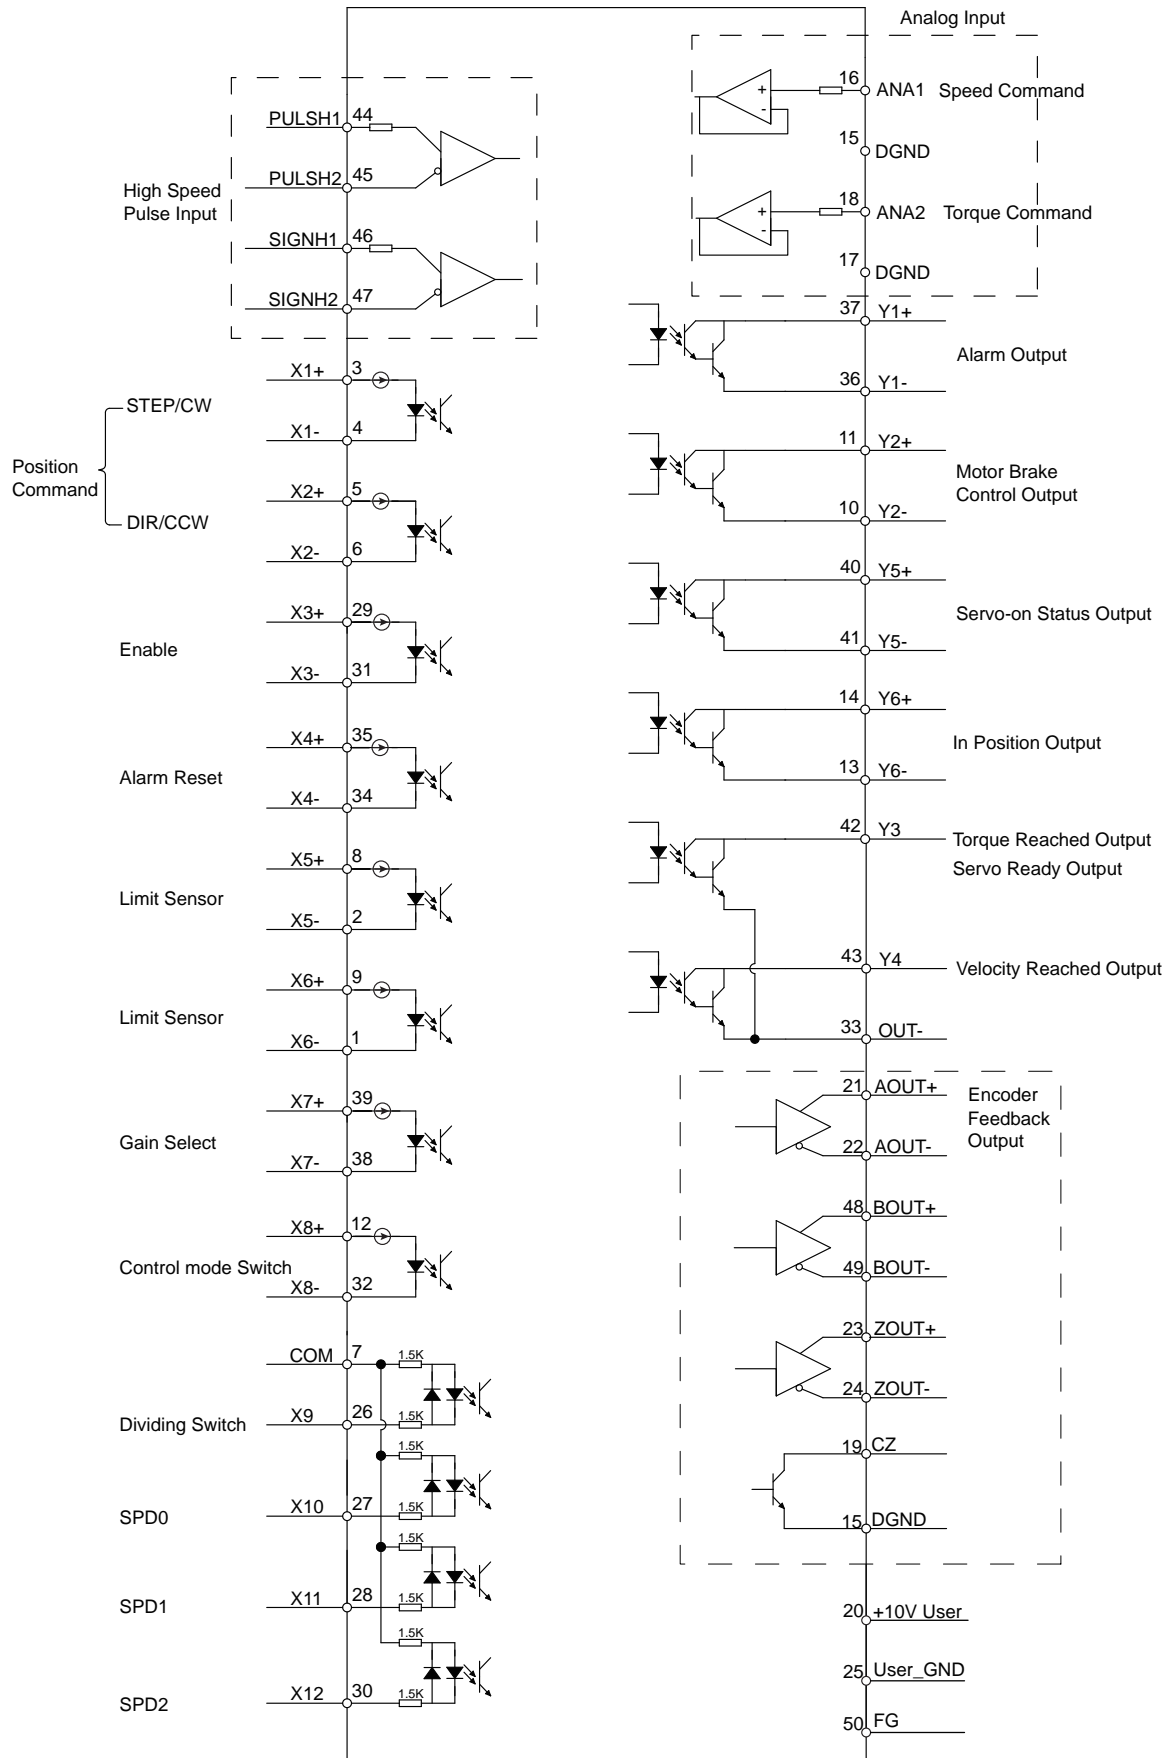 High Speed
Pulse Input
PULSH1 44
PULSH2 45
SIGNH1 46
SIGNH2 47
Position
Command
STEP/CW
X1+ 3
X1- 4
DIR/CCW
X2+ 5
X2- 6
Enable
X3+ 29
X3- 31
Alarm Reset
X4+ 35
X4- 34
Limit Sensor
X5+ 8
X5- 2
Limit Sensor
X6+ 9
X6- 1
Gain Select
X7+ 39
X7- 38
Control mode Switch
X8+ 12
X8- 32
COM 7 1.5K
Dividing Switch X9 26 1.5K
1.5K
SPD0 X10 27 1.5K
1.5K
SPD1 X11 28 1.5K
1.5K
SPD2 X12 30 1.5K
Analog Input
+ 16 ANA1 Speed Command
-
15 DGND
+ 18 ANA2 Torque Command
-
17 DGND
37 Y1+
Alarm Output
36 Y1-
11 Y2+
Motor Brake
Control Output
10 Y2-
40 Y5+
Servo-on Status Output
41 Y5-
14 Y6+
In Position Output
13 Y6-
42 Y3 Torque Reached Output
Servo Ready Output
43 Y4 Velocity Reached Output
33 OUT-
21 AOUT+
Encoder
Feedback
Output
22 AOUT-
48 BOUT+
49 BOUT-
23 ZOUT+
24 ZOUT-
19 CZ
15 DGND
20 +10V User
25 User_GND
50 FG